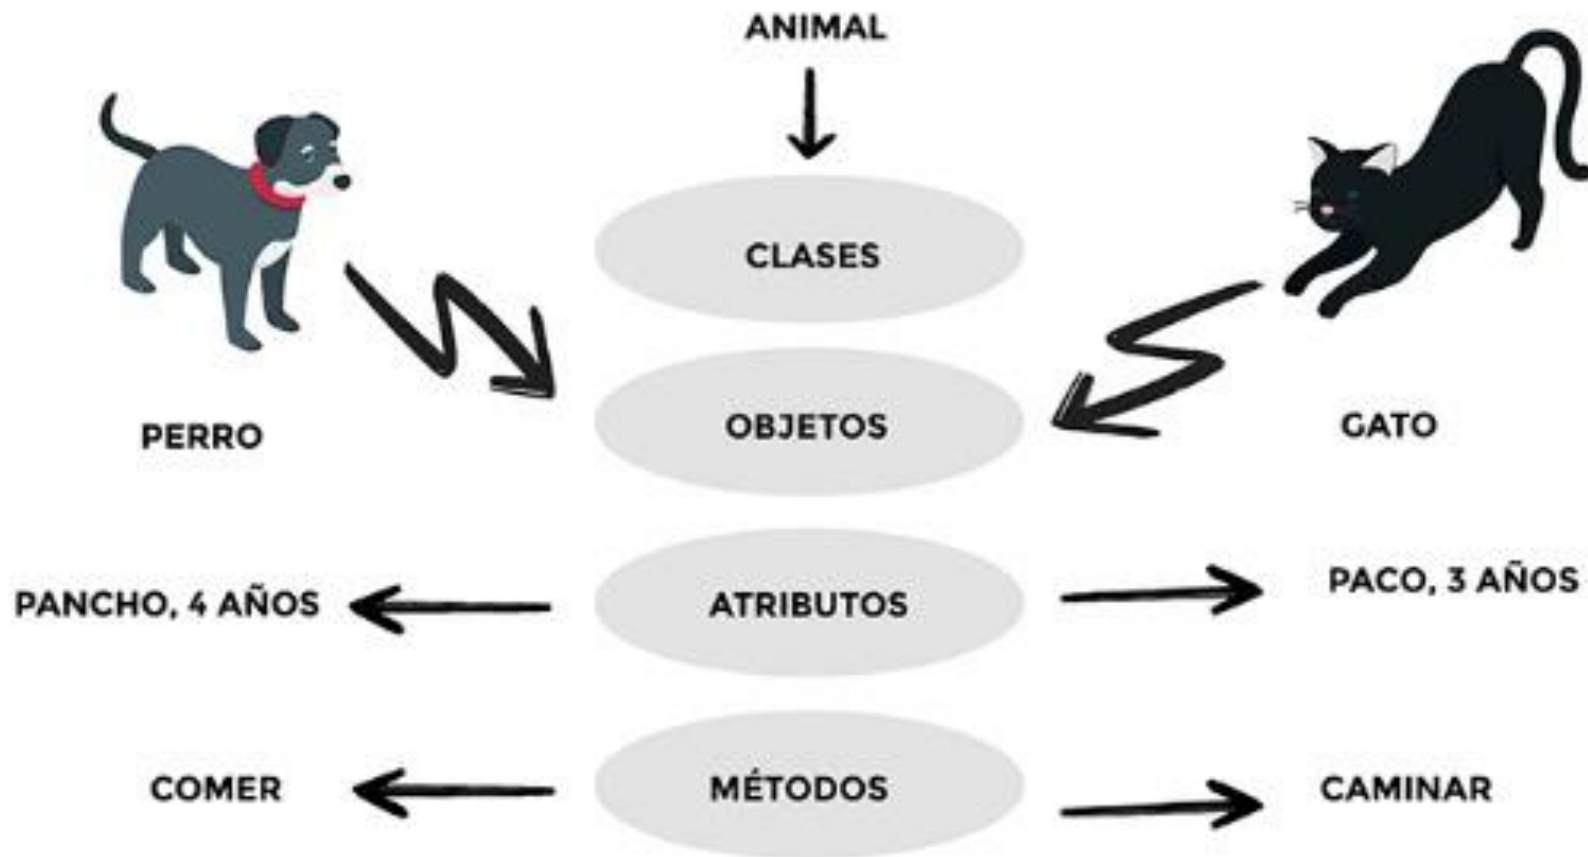 ANIMAL
CLASES
OBJETOS
PERRO
GATO
PANCHO, 4 AÑOS
ATRIBUTOS
PACO, 3 AÑOS
COMER
MÉTODOS
CAMINAR